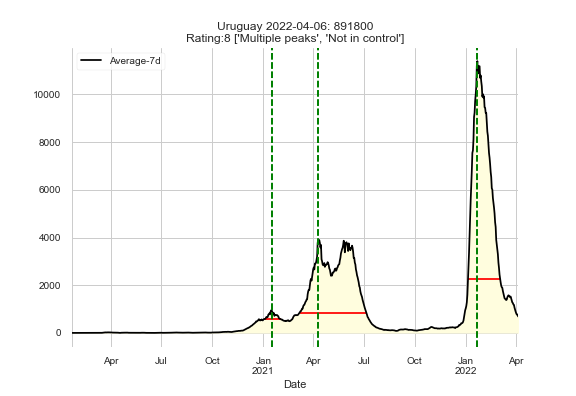 Uruguay 2022-04-06: 891800
Rating:8 ['Multiple peaks', 'Not in control']
Average-7d
10000
8000
6000
4000
2000
0
Apr Jul Oct Jan Apr Jul Oct Jan Apr
2021 2022
Date